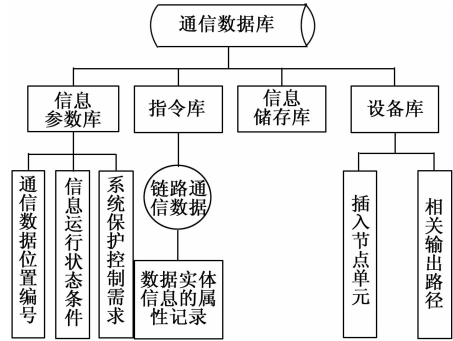 通信数据库
信息
参数库
指令库
信息
储存库
设备库
通信数据位置编号
信息运行状态条件
系统保护控制需求
链路通
信数据
数据实体
信息的属
性记录
插入节点单元
相关输出路径